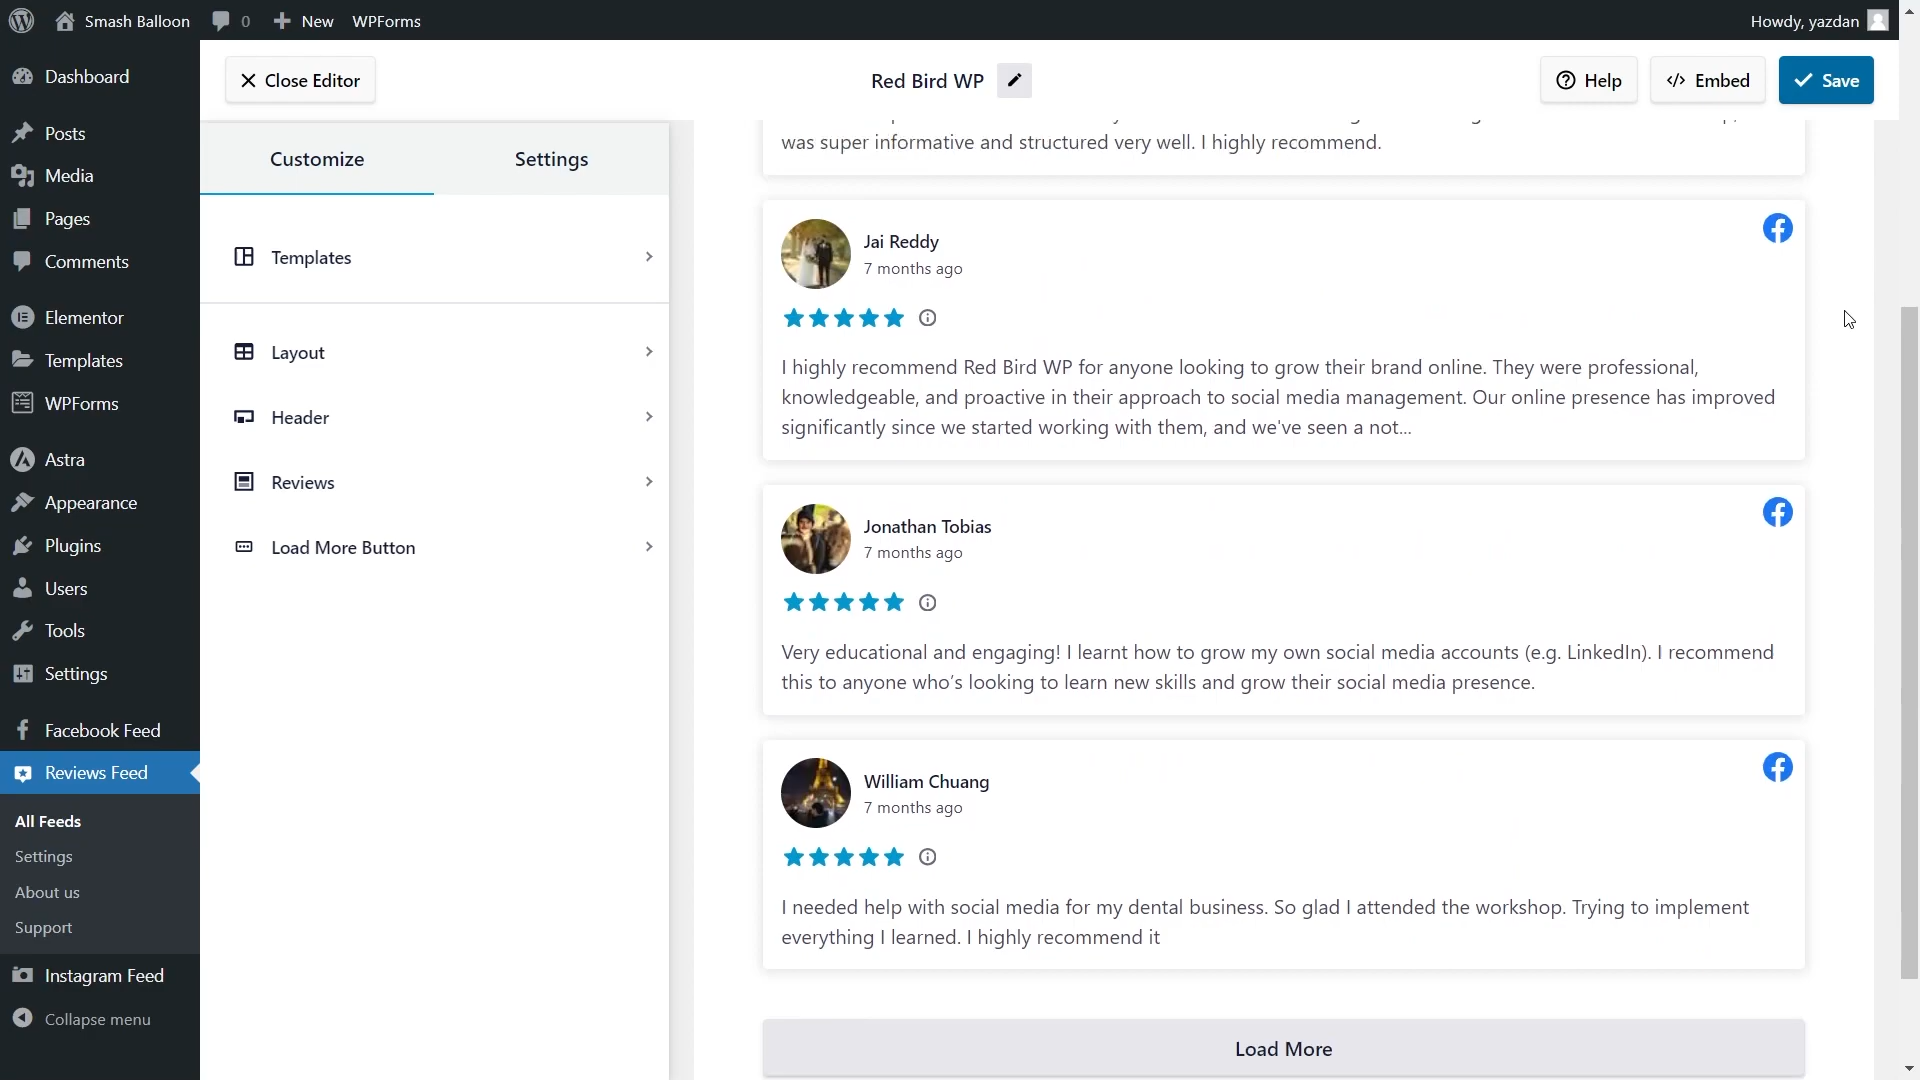 Smash Balloon 0 New WPForms Howdy, yazdan
Dashboard
Posts
Media
Pages
Comments
Elementor
Templates
WPForms
Astra
Appearance
Plugins
Users
Tools
Settings
Facebook Feed
Reviews Feed
All Feeds
Settings
About us
Support
Instagram Feed
Collapse menu
Close Editor
Red Bird WP
Help
Embed
Save
Customize Settings
Templates
Layout
Header
Reviews
Load More Button
was super informative and structured very well. I highly recommend.
Jai Reddy
7 months ago
I highly recommend Red Bird WP for anyone looking to grow their brand online. They were professional,
knowledgeable, and proactive in their approach to social media management. Our online presence has improved
significantly since we started working with them, and we've seen a not...
Jonathan Tobias
7 months ago
Very educational and engaging! I learnt how to grow my own social media accounts (e.g. LinkedIn). I recommend
this to anyone who’s looking to learn new skills and grow their social media presence.
William Chuang
7 months ago
I needed help with social media for my dental business. So glad I attended the workshop. Trying to implement
everything I learned. I highly recommend it
Load More